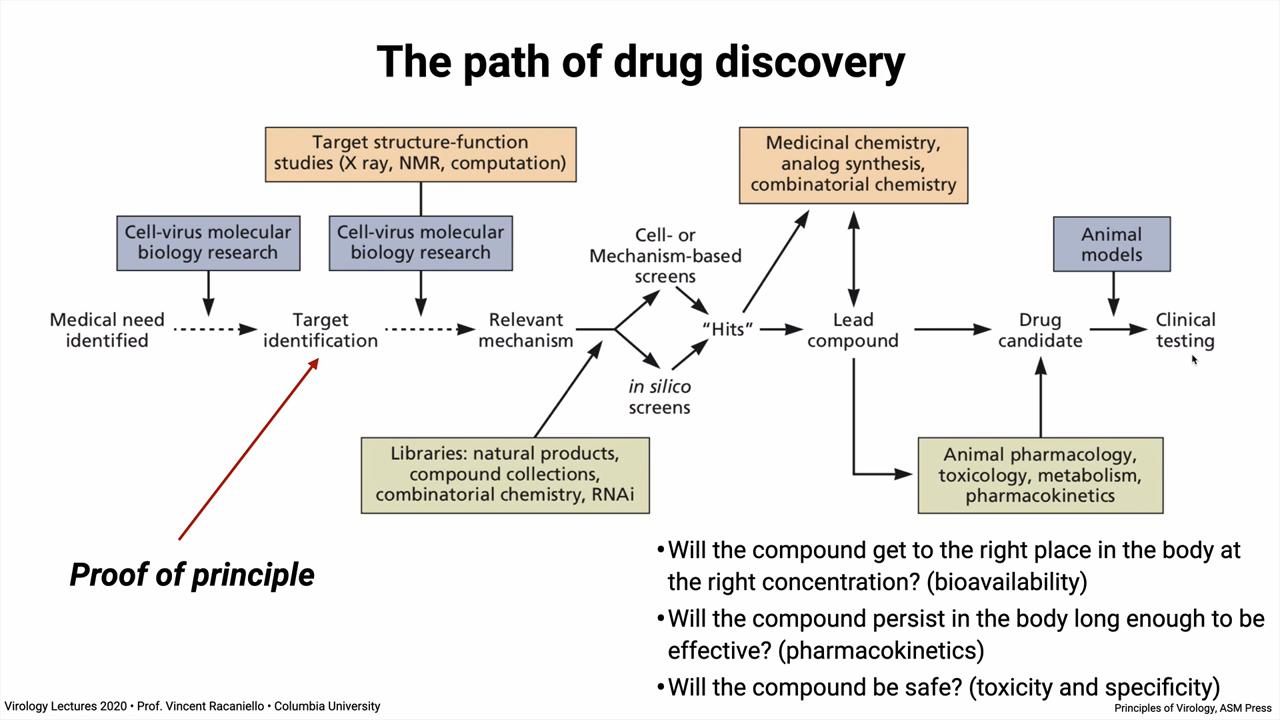 The path of drug discovery
Target structure-function
studies (X ray, NMR, computation)
Medicinal chemistry,
analog synthesis,
combinatorial chemistry
Cell-virus molecular
biology research
Cell-virus molecular
biology research
Cell- or
Mechanism-based
screens
Animal
models
Medical need
identified
Target
identification
Relevant
mechanism
“Hits”
Lead
compound
Drug
candidate
Clinical
testing
in silico
screens
Libraries: natural products,
compound collections,
combinatorial chemistry, RNAi
Animal pharmacology,
toxicology, metabolism,
pharmacokinetics
Proof of principle
•Will the compound get to the right place in the body at
the right concentration? (bioavailability)
•Will the compound persist in the body long enough to be
effective? (pharmacokinetics)
•Will the compound be safe? (toxicity and specificity)
Virology Lectures 2020 • Prof. Vincent Racaniello • Columbia University
Principles of Virology, ASM Press